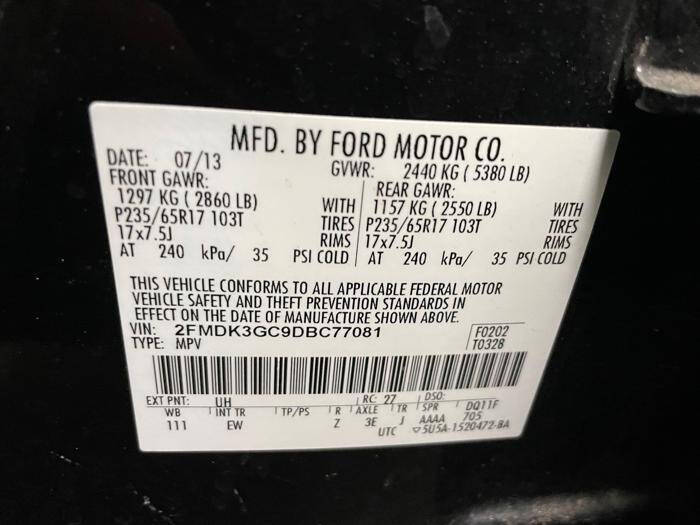 MFD. BY FORD MOTOR CO.
DATE: 07/13 GVWR: 2440 KG ( 5380 LB)
FRONT GAWR: REAR GAWR:
1297 KG ( 2860 LB) WITH 1157 KG ( 2550 LB) WITH
P235/65R17 103T TIRES P235/65R17 103T TIRES
17x7.5J RIMS 17x7.5J RIMS
AT 240 kPa/ 35 PSI COLD AT 240 kPa/ 35 PSI COLD
THIS VEHICLE CONFORMS TO ALL APPLICABLE FEDERAL MOTOR
VEHICLE SAFETY AND THEFT PREVENTION STANDARDS IN
EFFECT ON THE DATE OF MANUFACTURE SHOWN ABOVE.
VIN: 2FMDK3GC9DBC77081 F0202
TYPE: MPV T0328
EXT PNT: UH RC: 27 DSO:
WB INT TR TP/PS R AXLE TR SPR DQ11F
111 EW Z 3E J AAAA 705
UTC ▽5U5A-1520472-BA